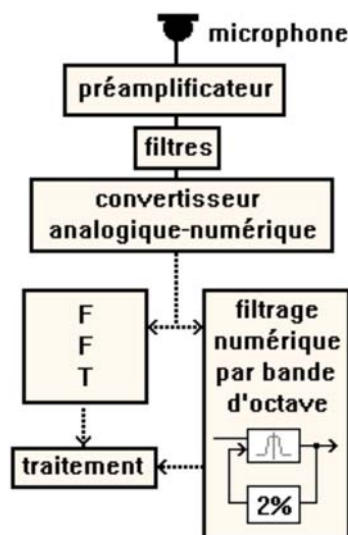 microphone
préamplificateur
filtres
convertisseur
analogique-numérique
F
F
T
filtrage
numérique
par bande
d'octave
2%
traitement